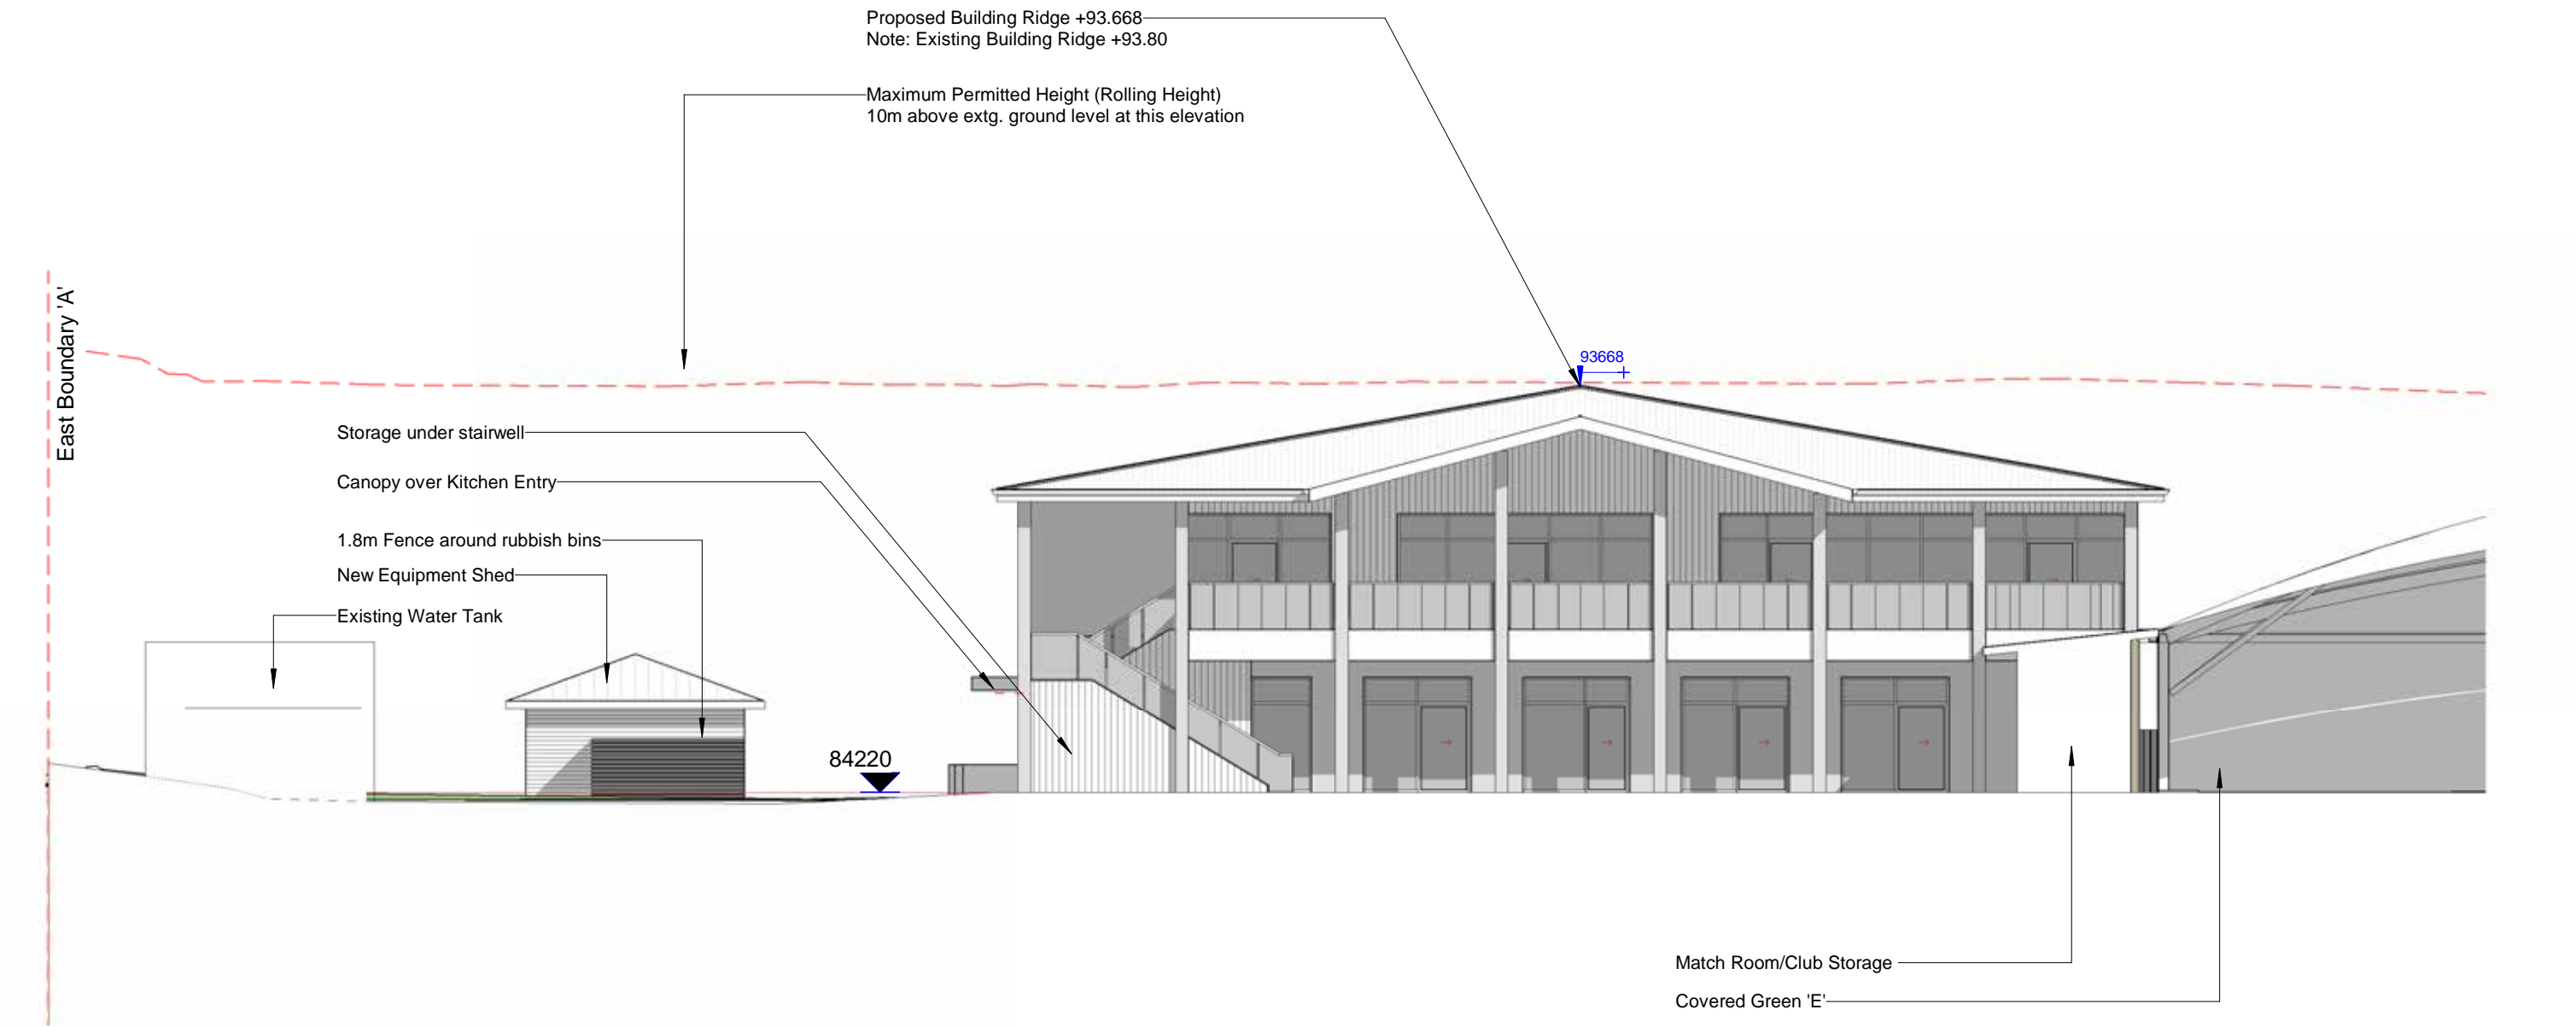 Proposed Building Ridge +93.668
Note: Existing Building Ridge +93.80
Maximum Permitted Height (Rolling Height)
10m above extg. ground level at this elevation
East Boundary 'A'
93668
Storage under stairwell
Canopy over Kitchen Entry
1.8m Fence around rubbish bins
New Equipment Shed
Existing Water Tank
84220
Match Room/Club Storage
Covered Green 'E'